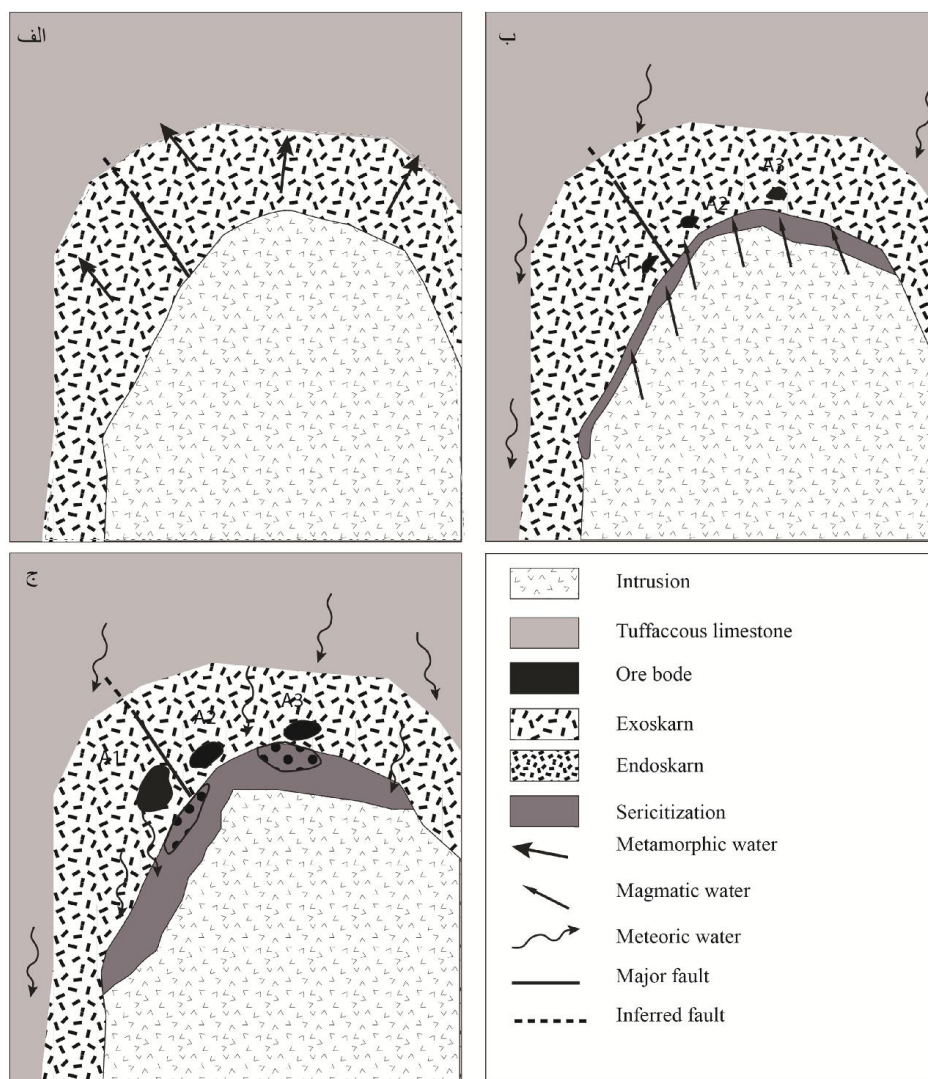 الف
ب
A3
A2
A1
ج
A3
A2
A1
Intrusion
Tuffaccous limestone
Ore bode
Exoskarn
Endoskarn
Sericitization
Metamorphic water
Magmatic water
Meteoric water
Major fault
Inferred fault